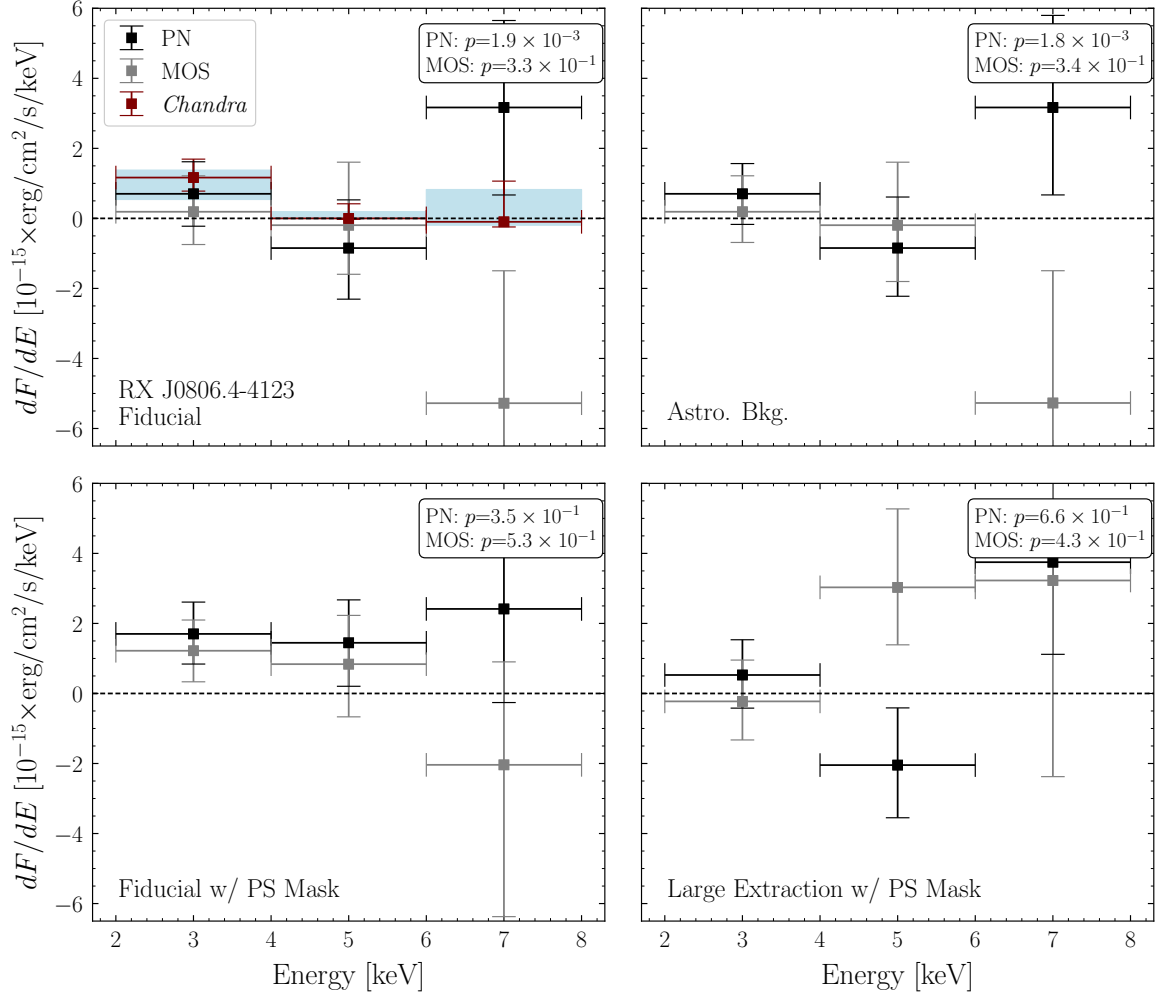 PN
MOS
Chandra
PN: p=1.9 × 10⁻³
MOS: p=3.3 × 10⁻¹
RX J0806.4-4123
Fiducial
dF/dE [10⁻¹⁵×erg/cm²/s/keV]
6
4
2
0
−2
−4
−6
PN: p=1.8 × 10⁻³
MOS: p=3.4 × 10⁻¹
Astro. Bkg.
PN: p=3.5 × 10⁻¹
MOS: p=5.3 × 10⁻¹
Fiducial w/ PS Mask
dF/dE [10⁻¹⁵×erg/cm²/s/keV]
6
4
2
0
−2
−4
−6
2 3 4 5 6 7 8
Energy [keV]
PN: p=6.6 × 10⁻¹
MOS: p=4.3 × 10⁻¹
Large Extraction w/ PS Mask
2 3 4 5 6 7 8
Energy [keV]